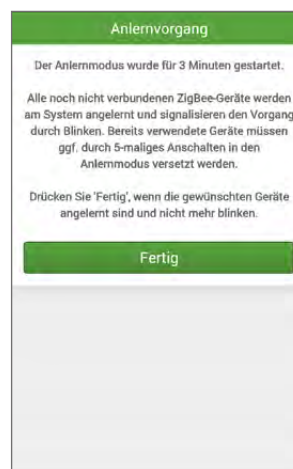 Anlernvorgang
Der Anlernmodus wurde für 3 Minuten gestartet.
Alle noch nicht verbundenen ZigBee-Geräte werden
am System angelernt und signalisieren den Vorgang
durch Blinken. Bereits verwendete Geräte müssen
ggf. durch 5-maliges Anschalten in den
Anlernmodus versetzt werden.
Drücken Sie 'Fertig', wenn die gewünschten Geräte
angelernt sind und nicht mehr blinken.
Fertig